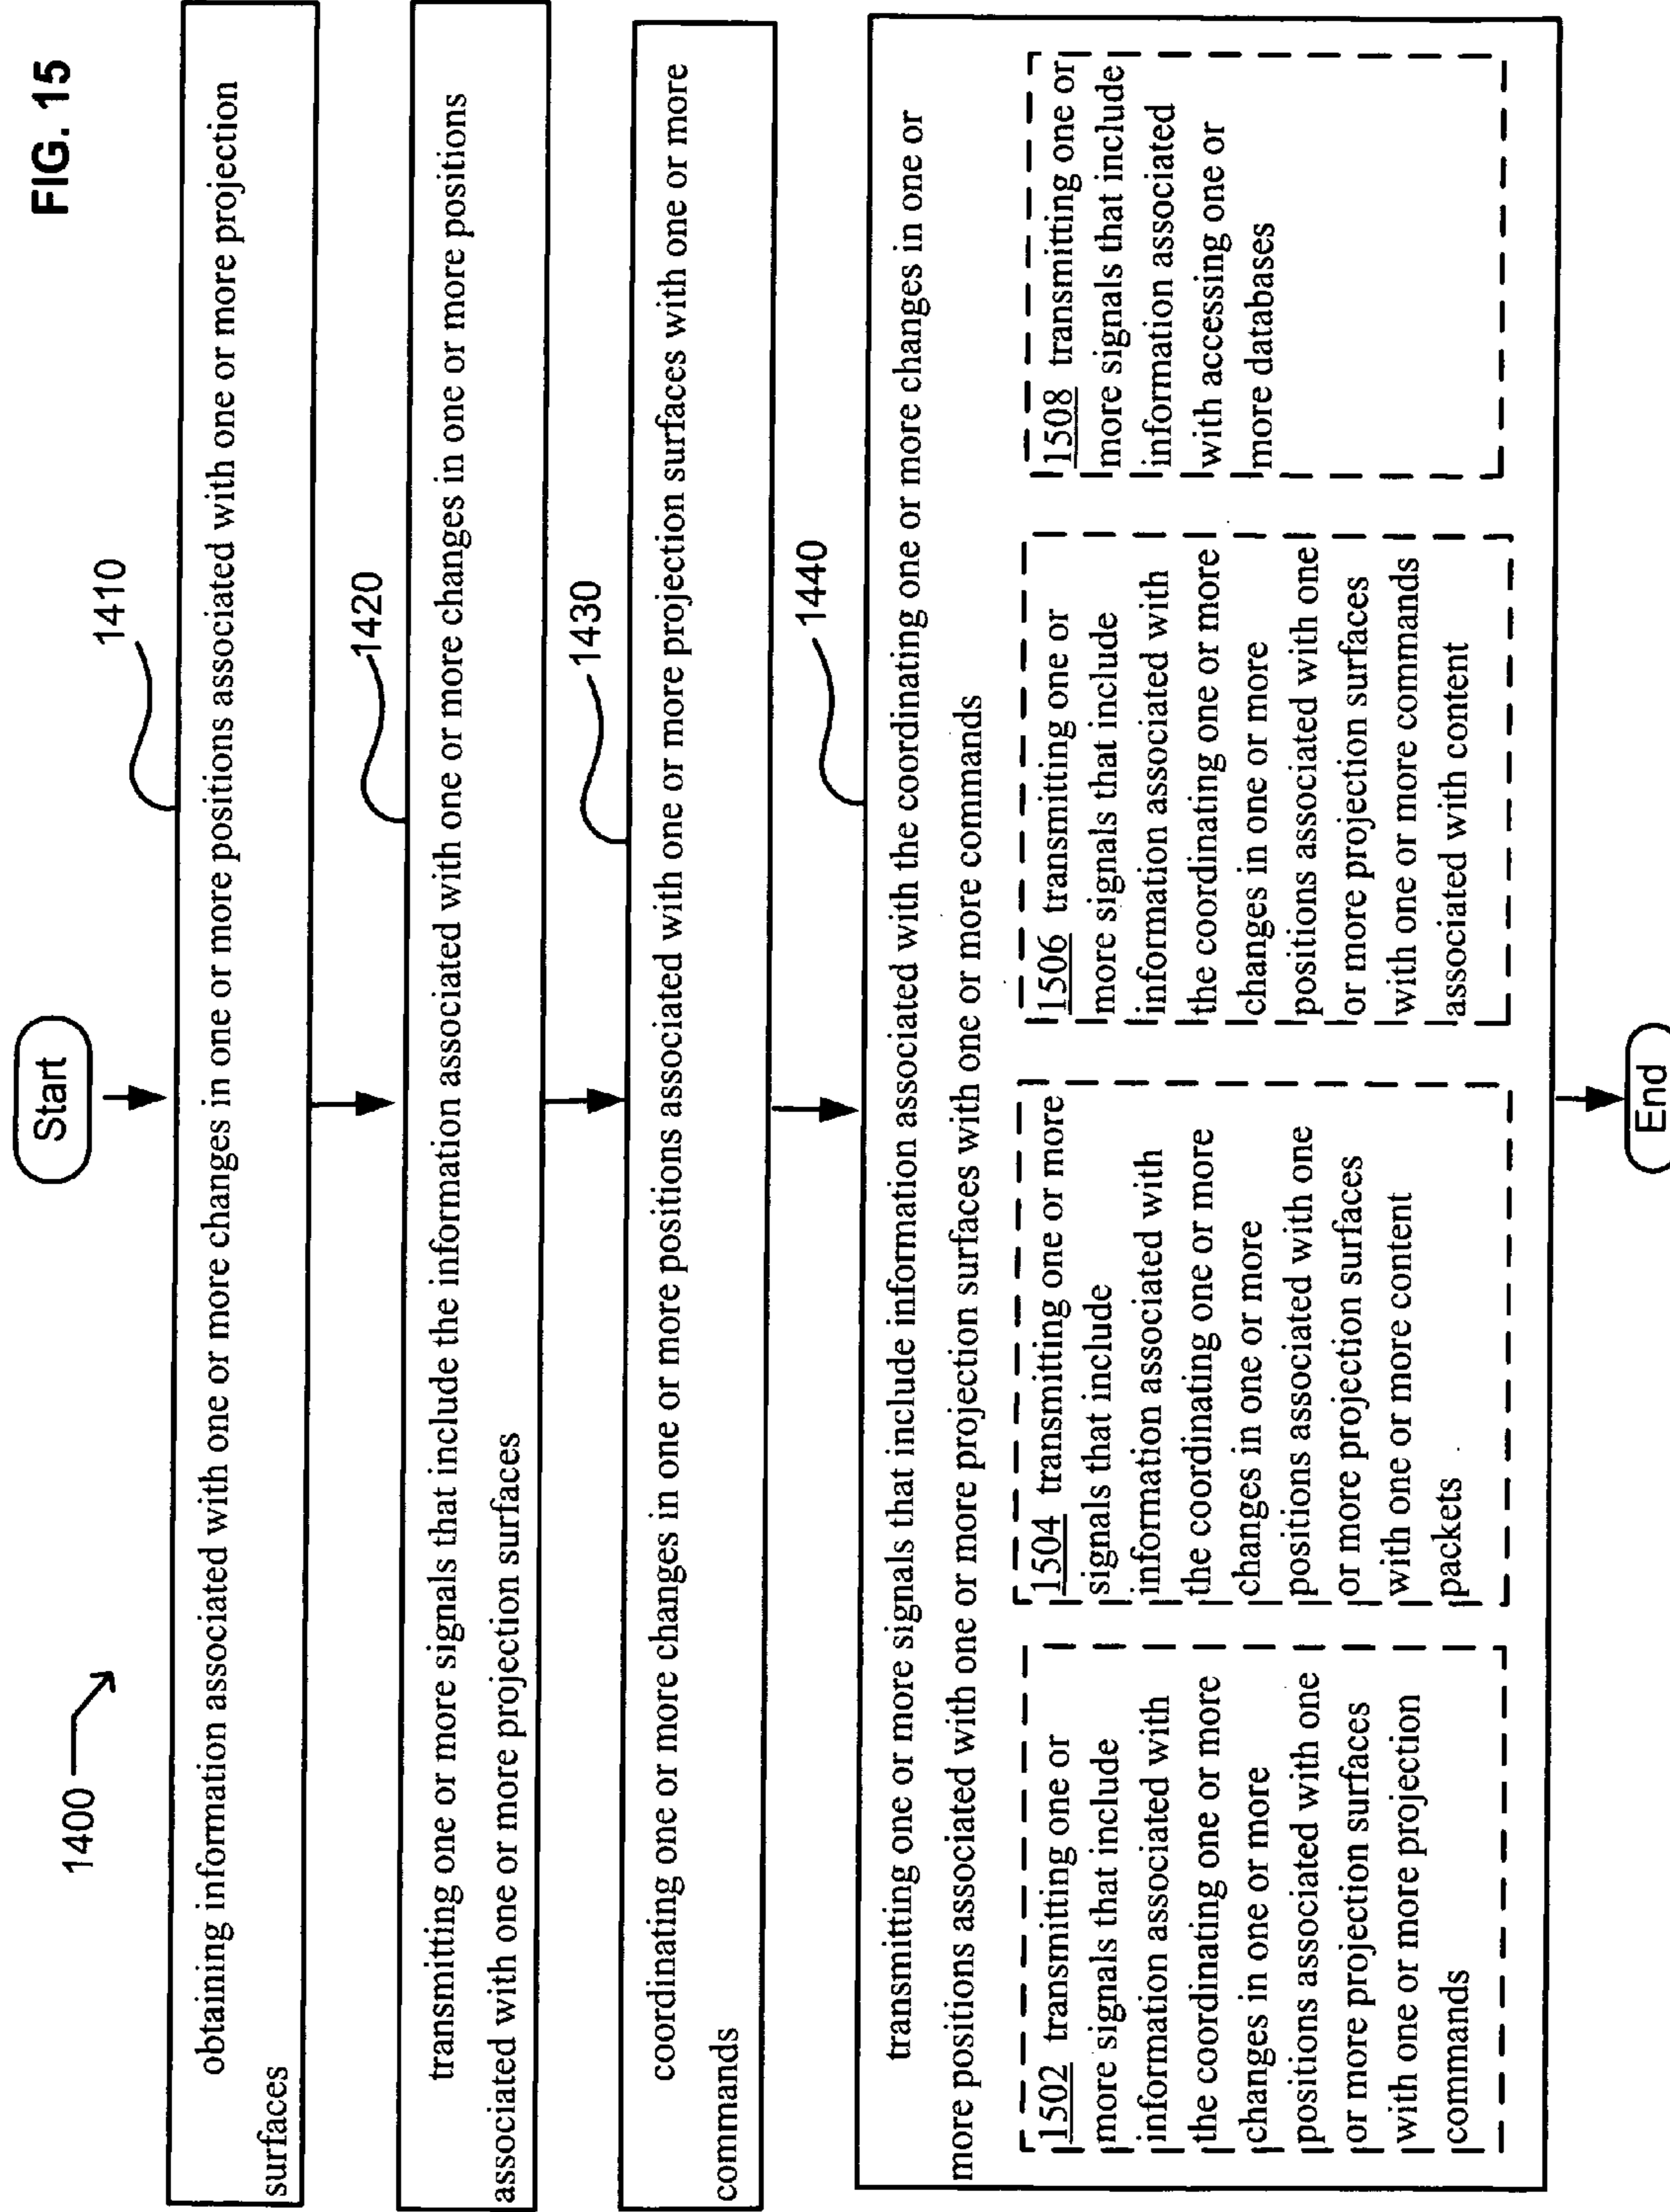 FIG. 15
1400
Start
1410
obtaining information associated with one or more changes in one or more positions associated with one or more projection
surfaces
1420
transmitting one or more signals that include the information associated with one or more changes in one or more positions
associated with one or more projection surfaces
1430
coordinating one or more changes in one or more positions associated with one or more projection surfaces with one or more
commands
1440
transmitting one or more signals that include information associated with the coordinating one or more changes in one or
more positions associated with one or more projection surfaces with one or more commands
1502 transmitting one or
more signals that include
information associated with
the coordinating one or more
changes in one or more
positions associated with one
or more projection surfaces
with one or more projection
commands
1504 transmitting one or more
signals that include
information associated with
the coordinating one or more
changes in one or more
positions associated with one
or more projection surfaces
with one or more content
packets
1506 transmitting one or
more signals that include
information associated with
the coordinating one or more
changes in one or more
positions associated with one
or more projection surfaces
with one or more commands
associated with content
1508 transmitting one or
more signals that include
information associated
with accessing one or
more databases
End